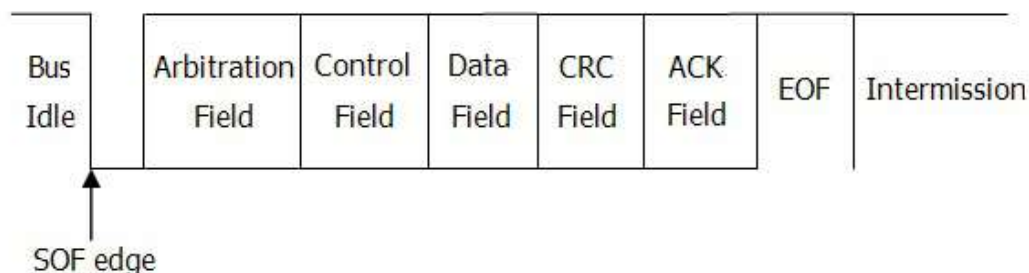 Bus
Idle
Arbitration
Field
Control
Field
Data
Field
CRC
Field
ACK
Field
EOF
Intermission
SOF edge